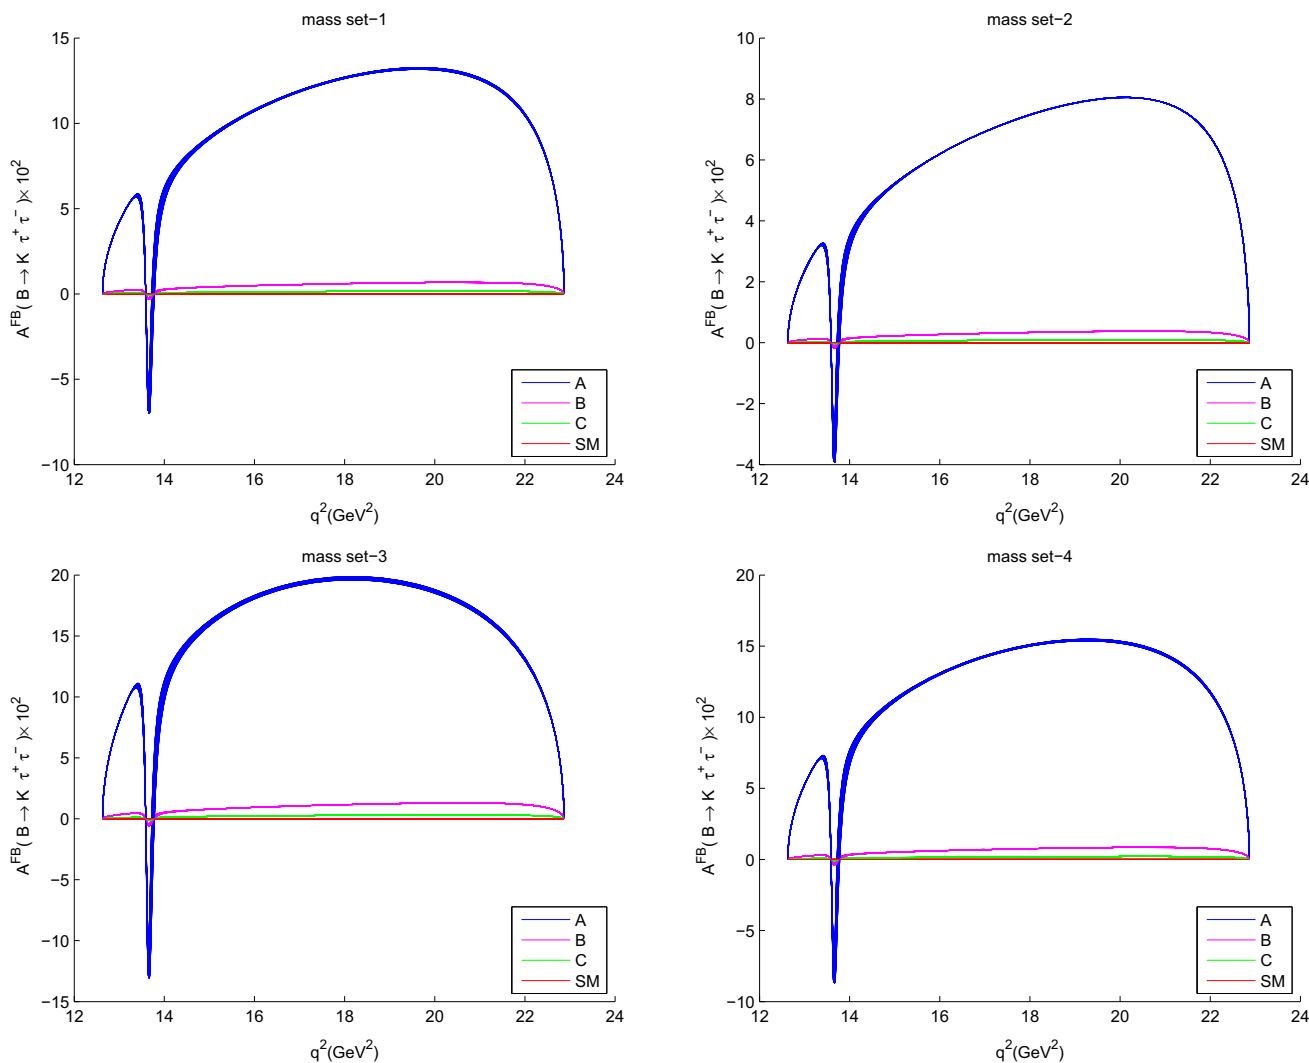 mass set−1
A^FB( B → K τ^+ τ^− )× 10^2
15
10
5
0
−5
−10
12 14 16 18 20 22 24
q^2(GeV^2)
A
B
C
SM
mass set−2
A^FB( B → K τ^+ τ^− )× 10^2
10
8
6
4
2
0
−2
−4
12 14 16 18 20 22 24
q^2(GeV^2)
A
B
C
SM
mass set−3
A^FB( B → K τ^+ τ^− )× 10^2
20
15
10
5
0
−5
−10
−15
12 14 16 18 20 22 24
q^2(GeV^2)
A
B
C
SM
mass set−4
A^FB( B → K τ^+ τ^− )× 10^2
20
15
10
5
0
−5
−10
12 14 16 18 20 22 24
q^2(GeV^2)
A
B
C
SM